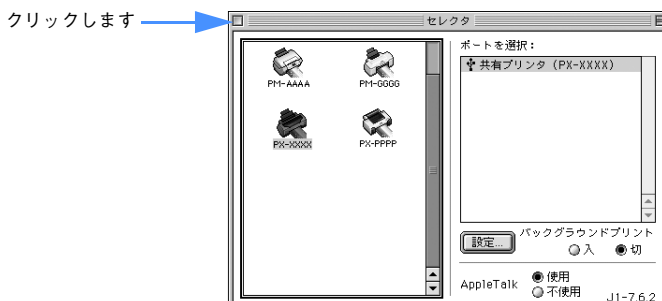 クリックします
セレクタ
PM-AAAA
PM-GGGG
PX-XXXX
PX-PPPP
ポートを選択：
共有プリンタ（PX-XXXX）
設定...
バックグラウンドプリント
入 切
AppleTalk
使用
不使用
J1-7.6.2